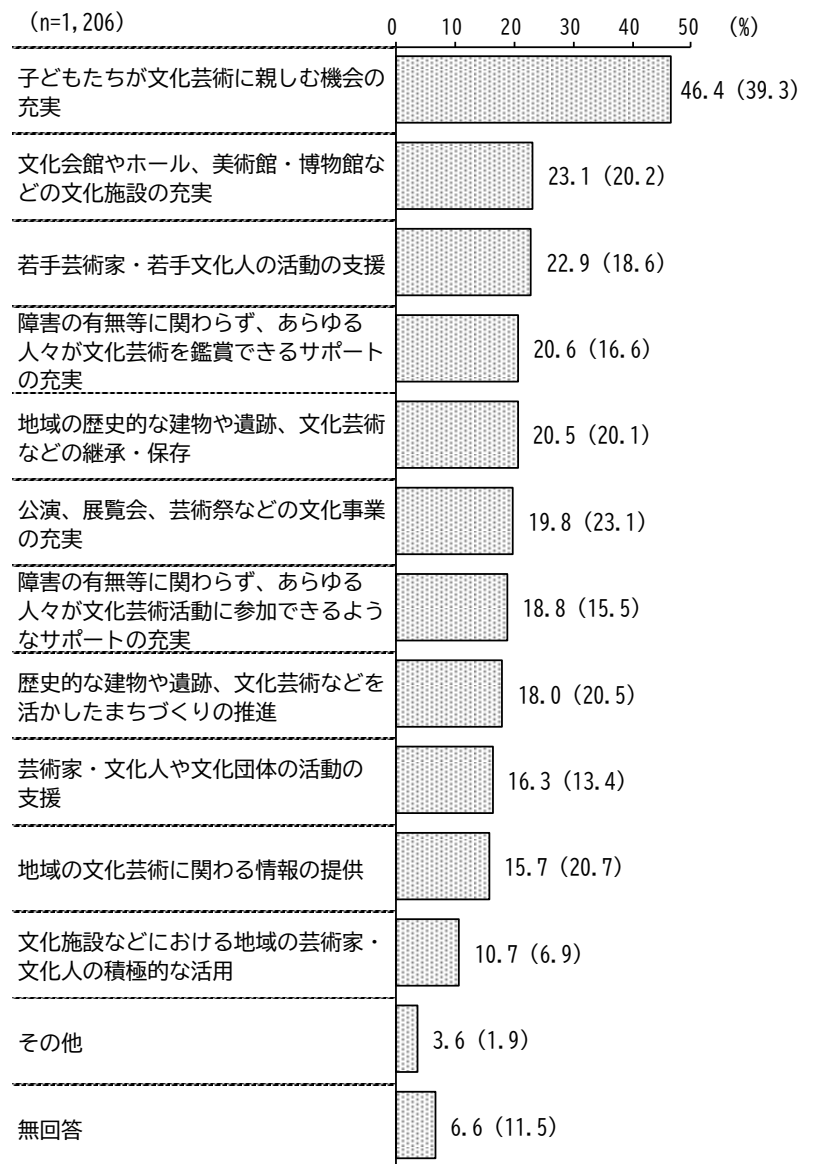 (n=1,206)
0 10 20 30 40 50 (%)
子どもたちが文化芸術に親しむ機会の
充実
46.4 (39.3)
文化会館やホール、美術館・博物館な
どの文化施設の充実
23.1 (20.2)
若手芸術家・若手文化人の活動の支援
22.9 (18.6)
障害の有無等に関わらず、あらゆる
人々が文化芸術を鑑賞できるサポート
の充実
20.6 (16.6)
地域の歴史的な建物や遺跡、文化芸術
などの継承・保存
20.5 (20.1)
公演、展覧会、芸術祭などの文化事業
の充実
19.8 (23.1)
障害の有無等に関わらず、あらゆる
人々が文化芸術活動に参加できるよう
なサポートの充実
18.8 (15.5)
歴史的な建物や遺跡、文化芸術などを
活かしたまちづくりの推進
18.0 (20.5)
芸術家・文化人や文化団体の活動の
支援
16.3 (13.4)
地域の文化芸術に関わる情報の提供
15.7 (20.7)
文化施設などにおける地域の芸術家・
文化人の積極的な活用
10.7 (6.9)
その他
3.6 (1.9)
無回答
6.6 (11.5)